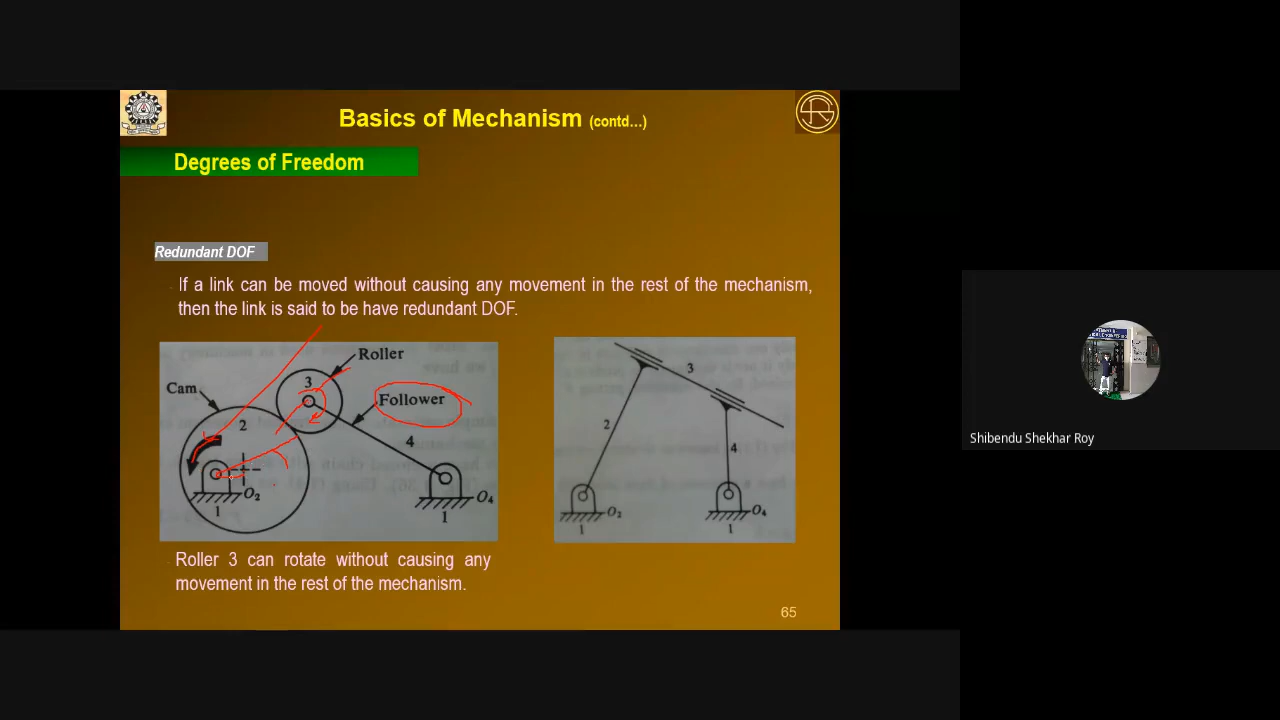 Basics of Mechanism (contd...)
Degrees of Freedom
Redundant DOF
If a link can be moved without causing any movement in the rest of the mechanism,
then the link is said to be have redundant DOF.
Roller
3
Cam
Follower
2
4
O₂
O₄
1
1
3
2
4
O₂
O₄
1
1
Roller 3 can rotate without causing any
movement in the rest of the mechanism.
65
Shibendu Shekhar Roy